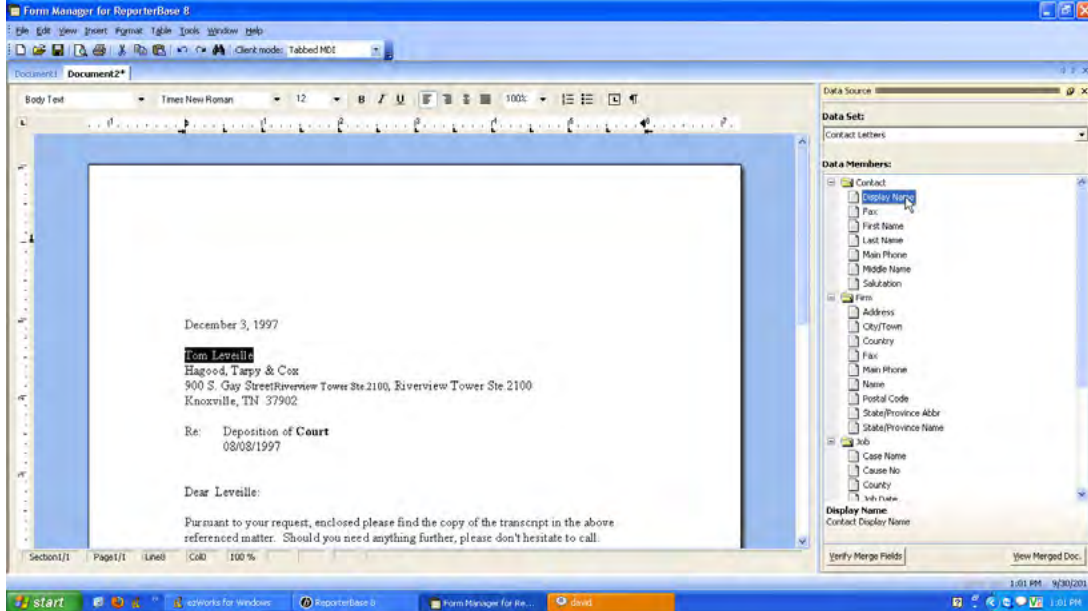 Form Manager for ReporterBase 8
File Edit View Insert Format Table Tools Window Help
Client mode: Tabbed MDI
Document1 Document2*
Body Text Times New Roman 12 B I U 100%
Data Source
Data Set:
Contact Letters
Data Members:
Contact
Display Name
Fax
First Name
Last Name
Main Phone
Middle Name
Salutation
Firm
Address
City/Town
Country
Fax
Main Phone
Name
Postal Code
State/Province Abbr
State/Province Name
Job
Case Name
Cause No
County
Job Date
Display Name
Contact Display Name
Verify Merge Fields View Merged Doc.
December 3, 1997
Tom Leveille
Hagood, Tarpy & Cox
900 S. Gay StreetRiverview Tower Ste.2100, Riverview Tower Ste.2100
Knoxville, TN 37902
Re: Deposition of Court
08/08/1997
Dear Leveille:
Pursuant to your request, enclosed please find the copy of the transcript in the above
referenced matter. Should you need anything further, please don't hesitate to call.
Section1/1 Page1/1 Line8 Col0 100 %
1:01 PM 9/30/201
start ezworks for windows ReporterBase 8 Form Manager for Re... david 1:01 PM